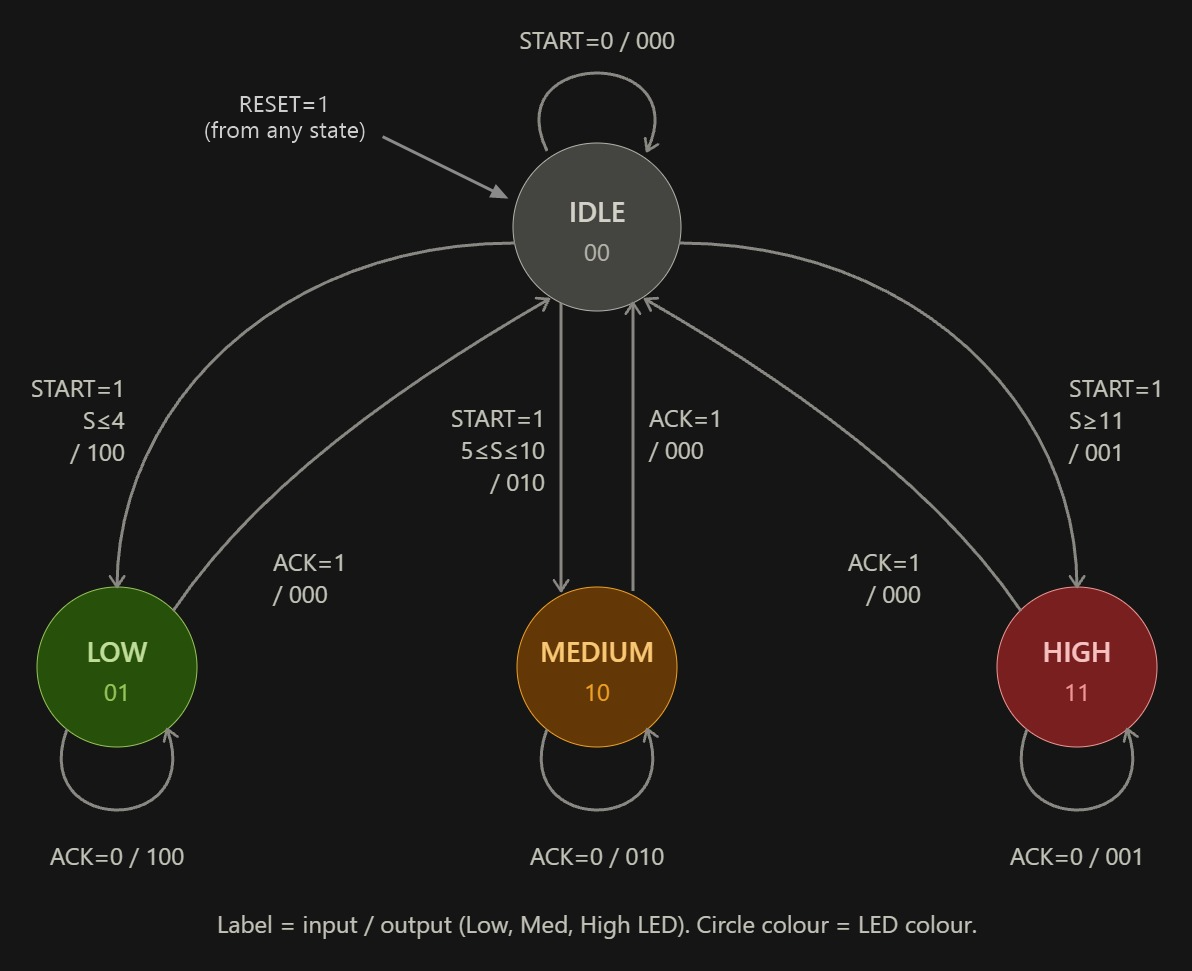 START=0 / 000
RESET=1
(from any state)
IDLE
00
START=1
S≤4
/ 100
START=1
5≤S≤10
/ 010
ACK=1
/ 000
START=1
S≥11
/ 001
ACK=1
/ 000
ACK=1
/ 000
LOW
01
MEDIUM
10
HIGH
11
ACK=0 / 100
ACK=0 / 010
ACK=0 / 001
Label = input / output (Low, Med, High LED). Circle colour = LED colour.